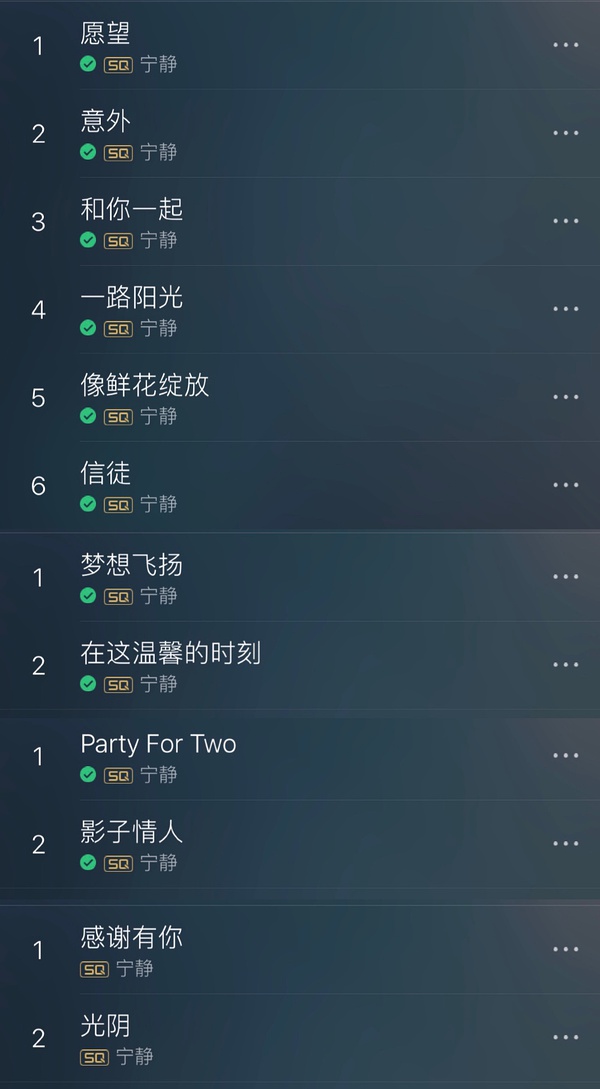 1
愿望
SQ 宁静
2
意外
SQ 宁静
3
和你一起
SQ 宁静
4
一路阳光
SQ 宁静
5
像鲜花绽放
SQ 宁静
6
信徒
SQ 宁静
1
梦想飞扬
SQ 宁静
2
在这温馨的时刻
SQ 宁静
1
Party For Two
SQ 宁静
2
影子情人
SQ 宁静
1
感谢有你
SQ 宁静
2
光阴
SQ 宁静